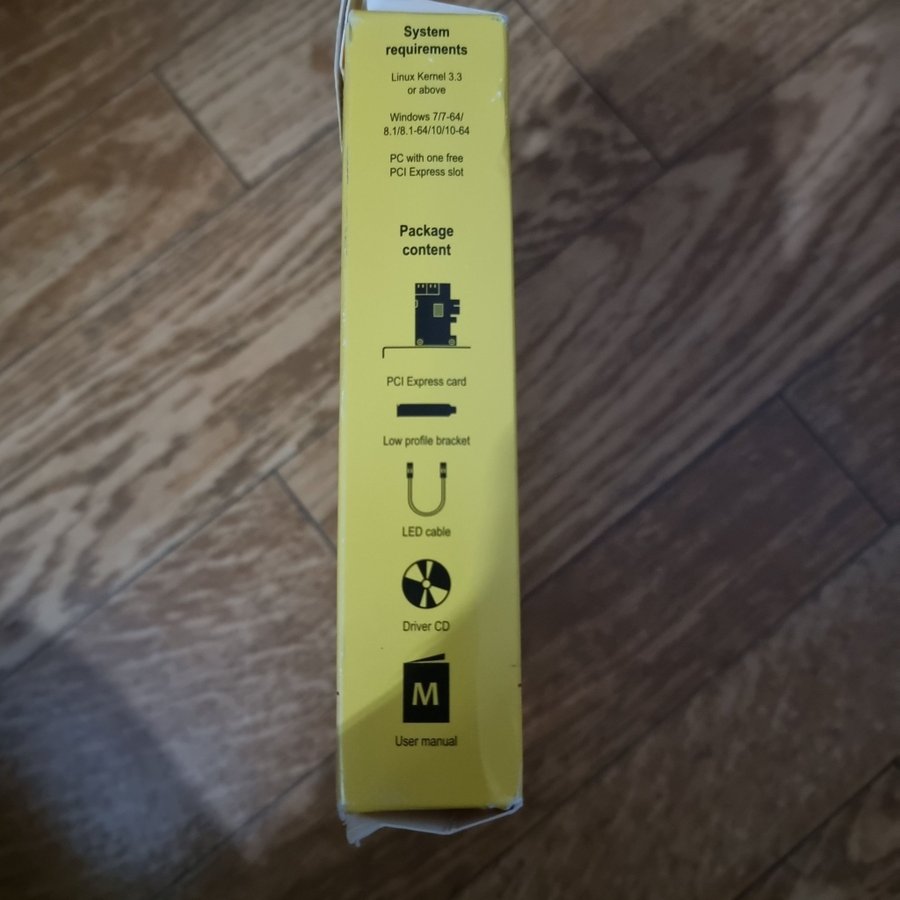 System
requirements
Linux Kernel 3.3
or above
Windows 7/7-64/
8.1/8.1-64/10/10-64
PC with one free
PCI Express slot
Package
content
PCI Express card
Low profile bracket
LED cable
Driver CD
M
User manual